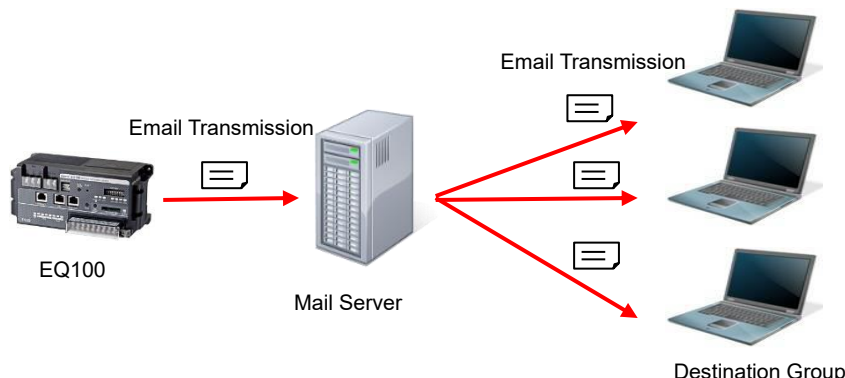 Email Transmission
Email Transmission
EQ100
Mail Server
Destination Group